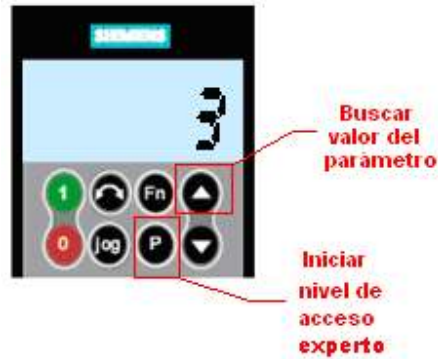 SIEMENS
3
Buscar
valor del
parámetro
1
Fn
0
jog
P
Iniciar
nivel de
acceso
experto